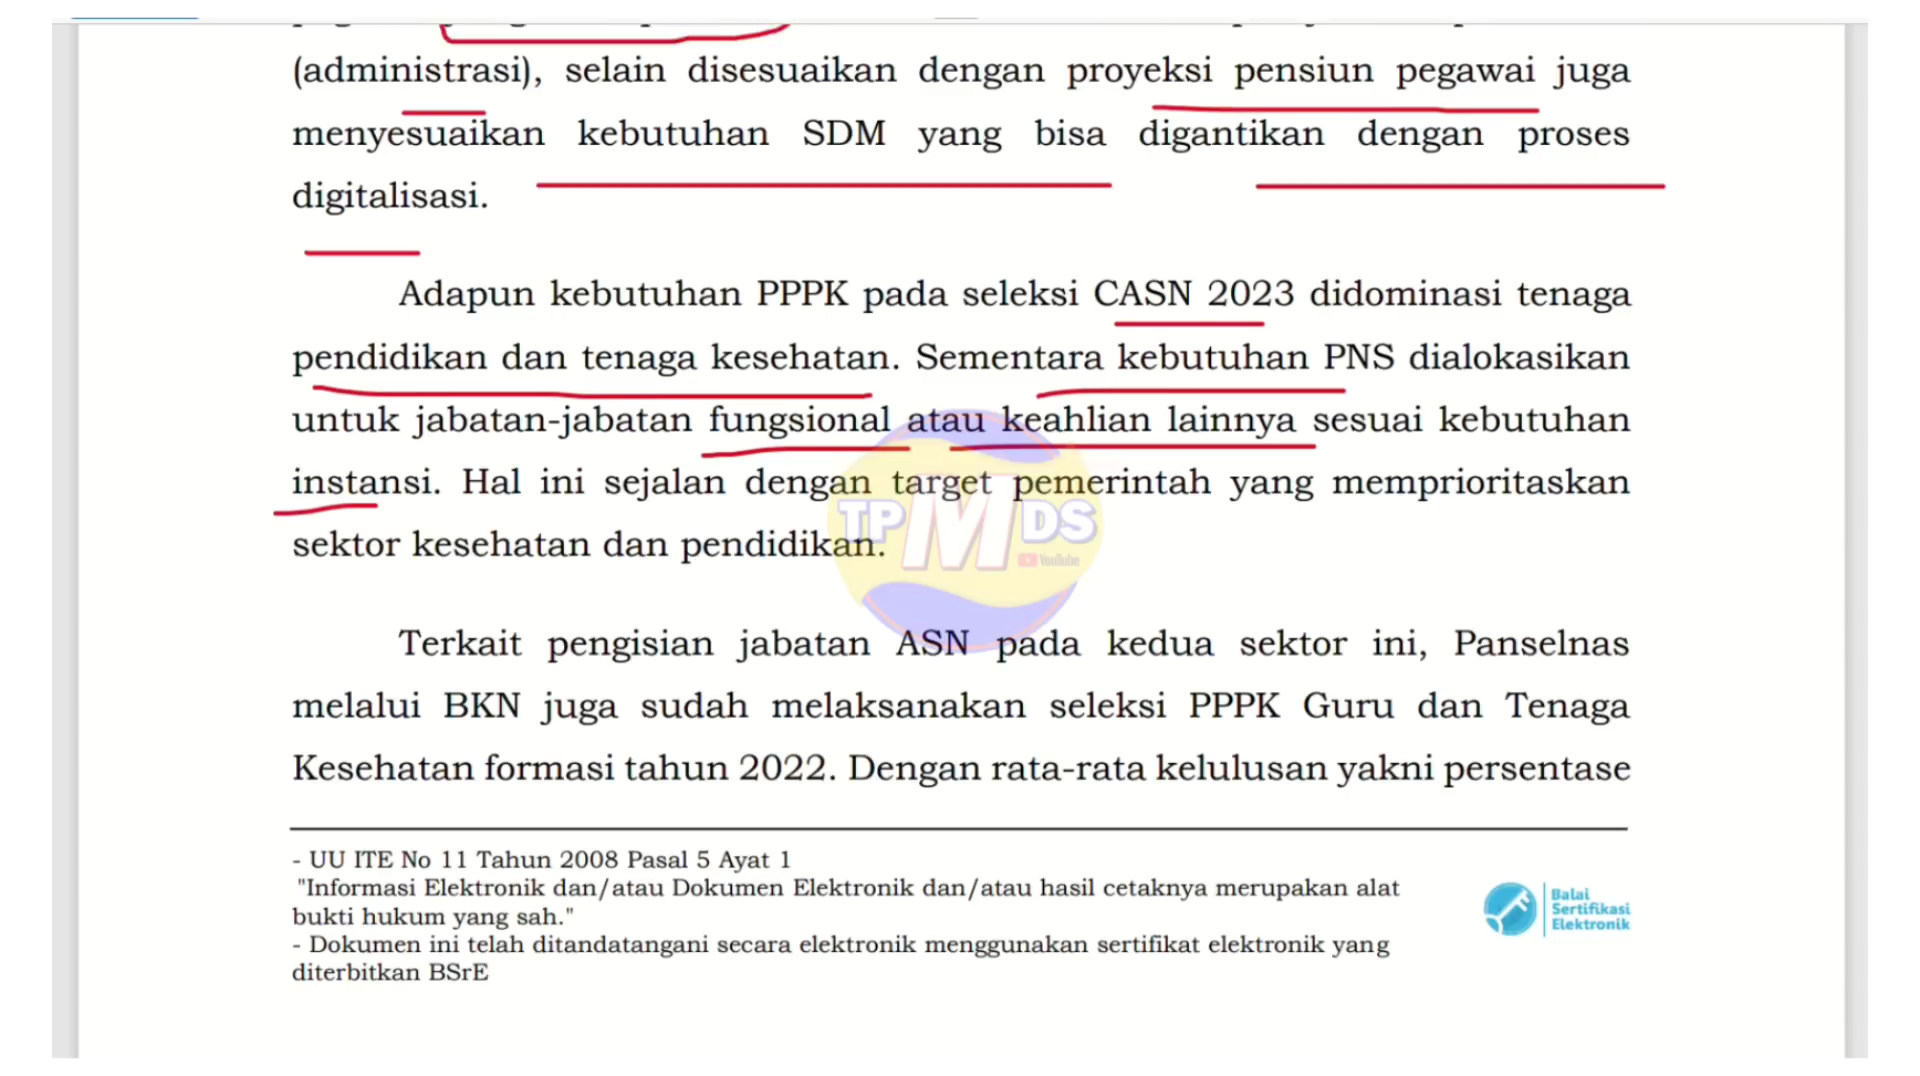 (administrasi), selain disesuaikan dengan proyeksi pensiun pegawai juga
menyesuaikan kebutuhan SDM yang bisa digantikan dengan proses
digitalisasi.
Adapun kebutuhan PPPK pada seleksi CASN 2023 didominasi tenaga
pendidikan dan tenaga kesehatan. Sementara kebutuhan PNS dialokasikan
untuk jabatan-jabatan fungsional atau keahlian lainnya sesuai kebutuhan
instansi. Hal ini sejalan dengan target pemerintah yang memprioritaskan
sektor kesehatan dan pendidikan.
TPMDS
YouTube
Terkait pengisian jabatan ASN pada kedua sektor ini, Panselnas
melalui BKN juga sudah melaksanakan seleksi PPPK Guru dan Tenaga
Kesehatan formasi tahun 2022. Dengan rata-rata kelulusan yakni persentase
- UU ITE No 11 Tahun 2008 Pasal 5 Ayat 1
"Informasi Elektronik dan/atau Dokumen Elektronik dan/atau hasil cetaknya merupakan alat
bukti hukum yang sah."
- Dokumen ini telah ditandatangani secara elektronik menggunakan sertifikat elektronik yang
diterbitkan BSrE
Balai
Sertifikasi
Elektronik